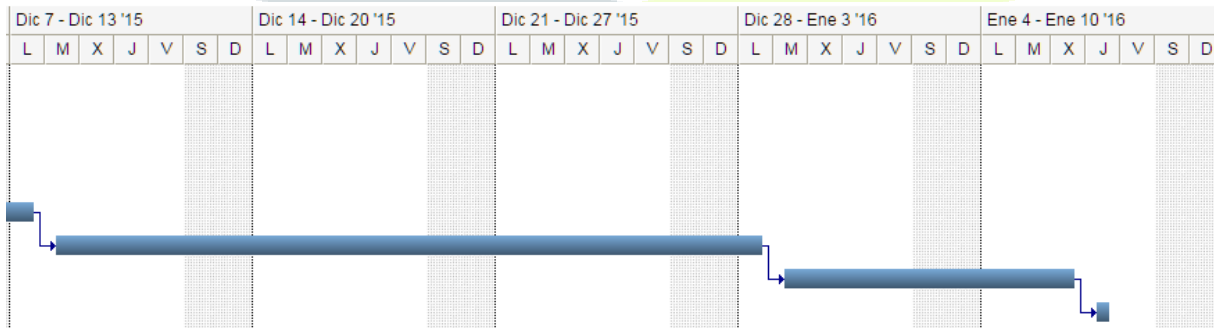 Dic 7 - Dic 13 '15 Dic 14 - Dic 20 '15 Dic 21 - Dic 27 '15 Dic 28 - Ene 3 '16 Ene 4 - Ene 10 '16
L M X J V S D L M X J V S D L M X J V S D L M X J V S D L M X J V S D